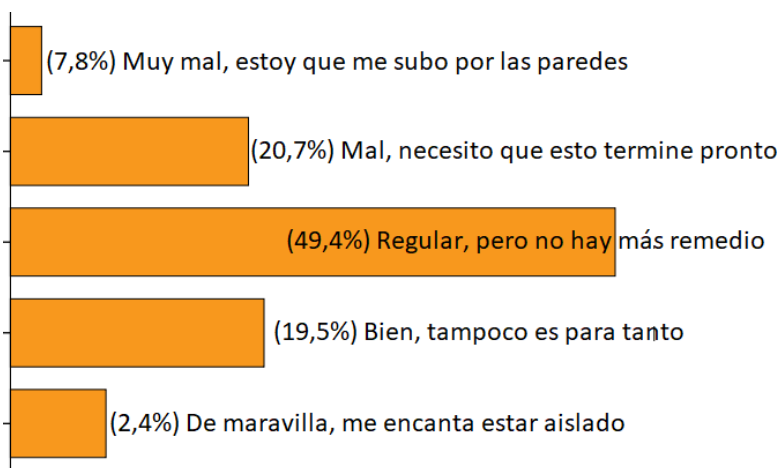 (7,8%) Muy mal, estoy que me subo por las paredes
(20,7%) Mal, necesito que esto termine pronto
(49,4%) Regular, pero no hay más remedio
(19,5%) Bien, tampoco es para tanto
(2,4%) De maravilla, me encanta estar aislado